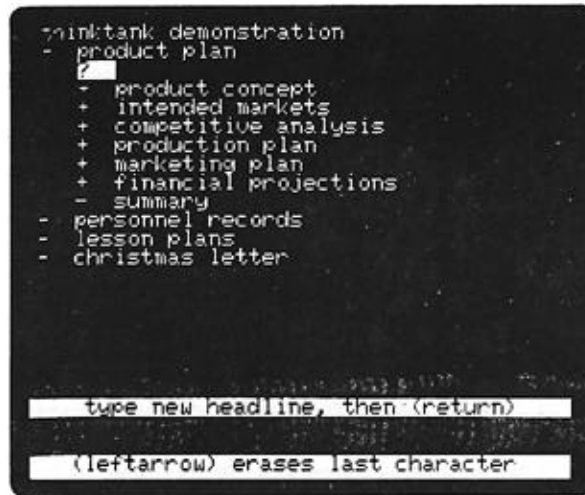 thinktank demonstration
- product plan
?
+ product concept
+ intended markets
+ competitive analysis
+ production plan
+ marketing plan
+ financial projections
- summary
- personnel records
- lesson plans
- christmas letter
type new headline, then (return)
(leftarrow) erases last character